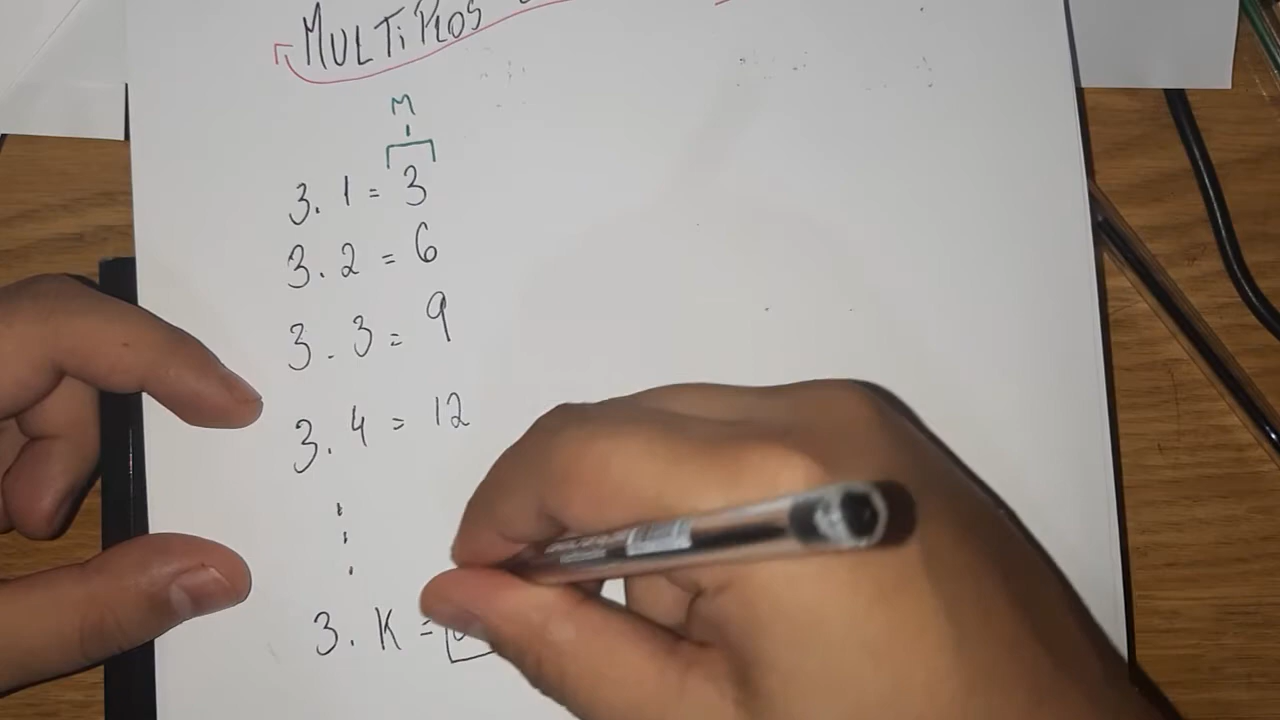 MULTiPLOS
M
3. 1 = 3
3. 2 = 6
3. 3 = 9
3. 4 = 12
3. K =